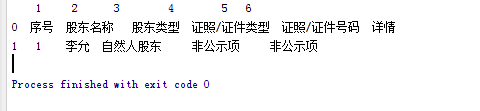 1 2 3 4 5 6
0 序号 股东名称 股东类型 证照/证件类型 证照/证件号码 详情
1 1 李允 自然人股东 非公示项 非公示项
Process finished with exit code 0